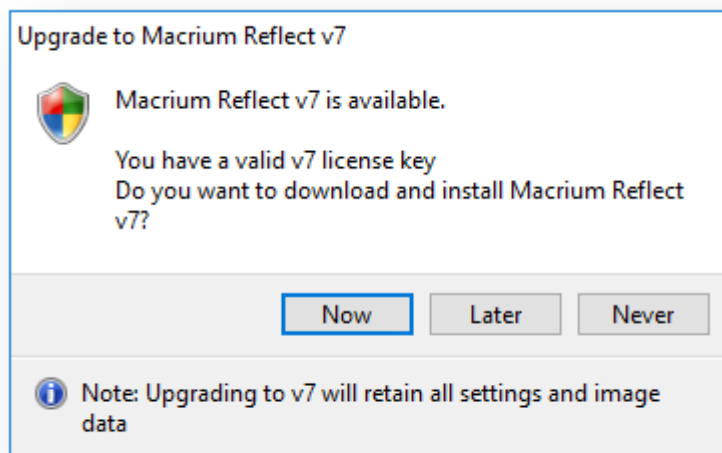 Upgrade to Macrium Reflect v7
Macrium Reflect v7 is available.
You have a valid v7 license key
Do you want to download and install Macrium Reflect
v7?
Now
Later
Never
Note: Upgrading to v7 will retain all settings and image
data